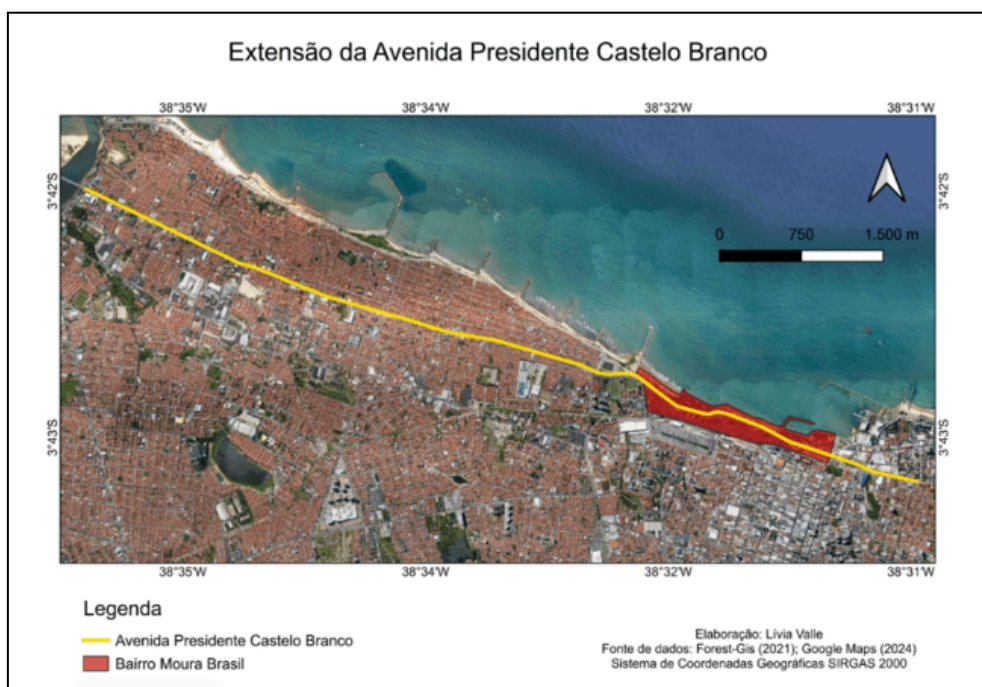 Extensão da Avenida Presidente Castelo Branco
38°35'W 38°34'W 38°32'W 38°31'W
3°42'S 3°42'S
0 750 1.500 m
3°43'S 3°43'S
38°35'W 38°34'W 38°32'W 38°31'W
Legenda
Avenida Presidente Castelo Branco
Bairro Moura Brasil
Elaboração: Lívia Valle
Fonte de dados: Forest-Gis (2021); Google Maps (2024)
Sistema de Coordenadas Geográficas SIRGAS 2000